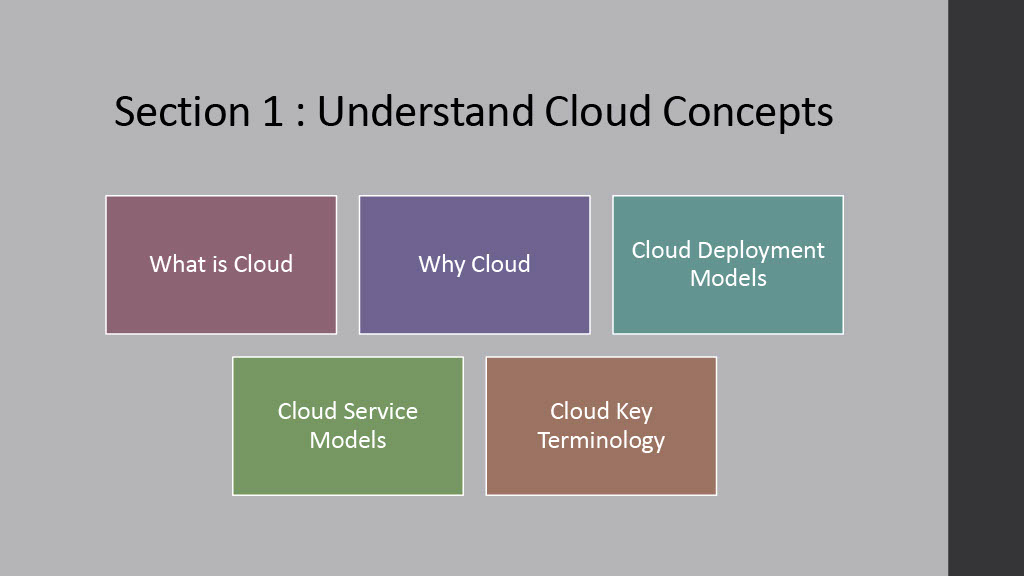 Section 1 : Understand Cloud Concepts
What is Cloud
Why Cloud
Cloud Deployment
Models
Cloud Service
Models
Cloud Key
Terminology